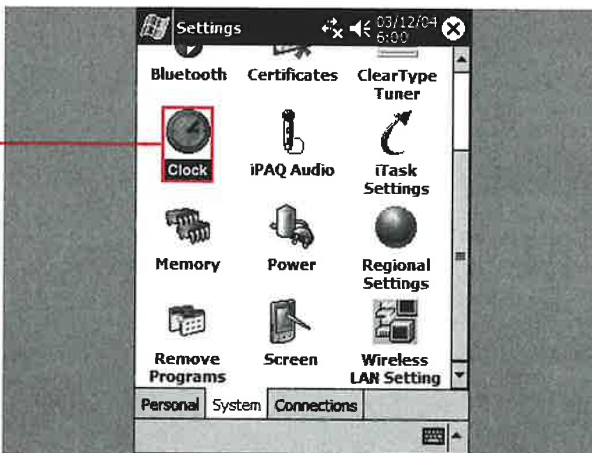 Settings
03/12/04
6:00
Bluetooth Certificates ClearType
Tuner
Clock iPAQ Audio iTask
Settings
Memory Power Regional
Settings
Remove Screen Wireless
Programs LAN Setting
Personal System Connections